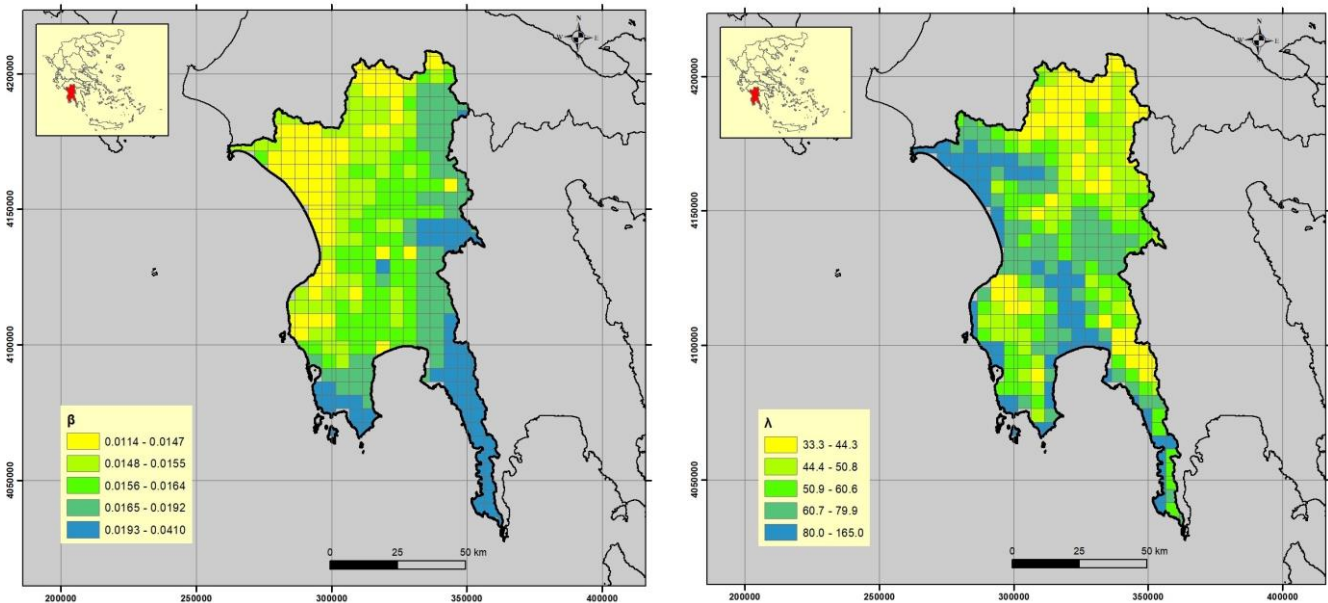 N
W E
S
4200000
4150000
4100000
4050000
β
0.0114 - 0.0147
0.0148 - 0.0155
0.0156 - 0.0164
0.0165 - 0.0192
0.0193 - 0.0410
0 25 50 km
200000 250000 300000 350000 400000
N
W E
S
4200000
4150000
4100000
4050000
λ
33.3 - 44.3
44.4 - 50.8
50.9 - 60.6
60.7 - 79.9
80.0 - 165.0
0 25 50 km
200000 250000 300000 350000 400000